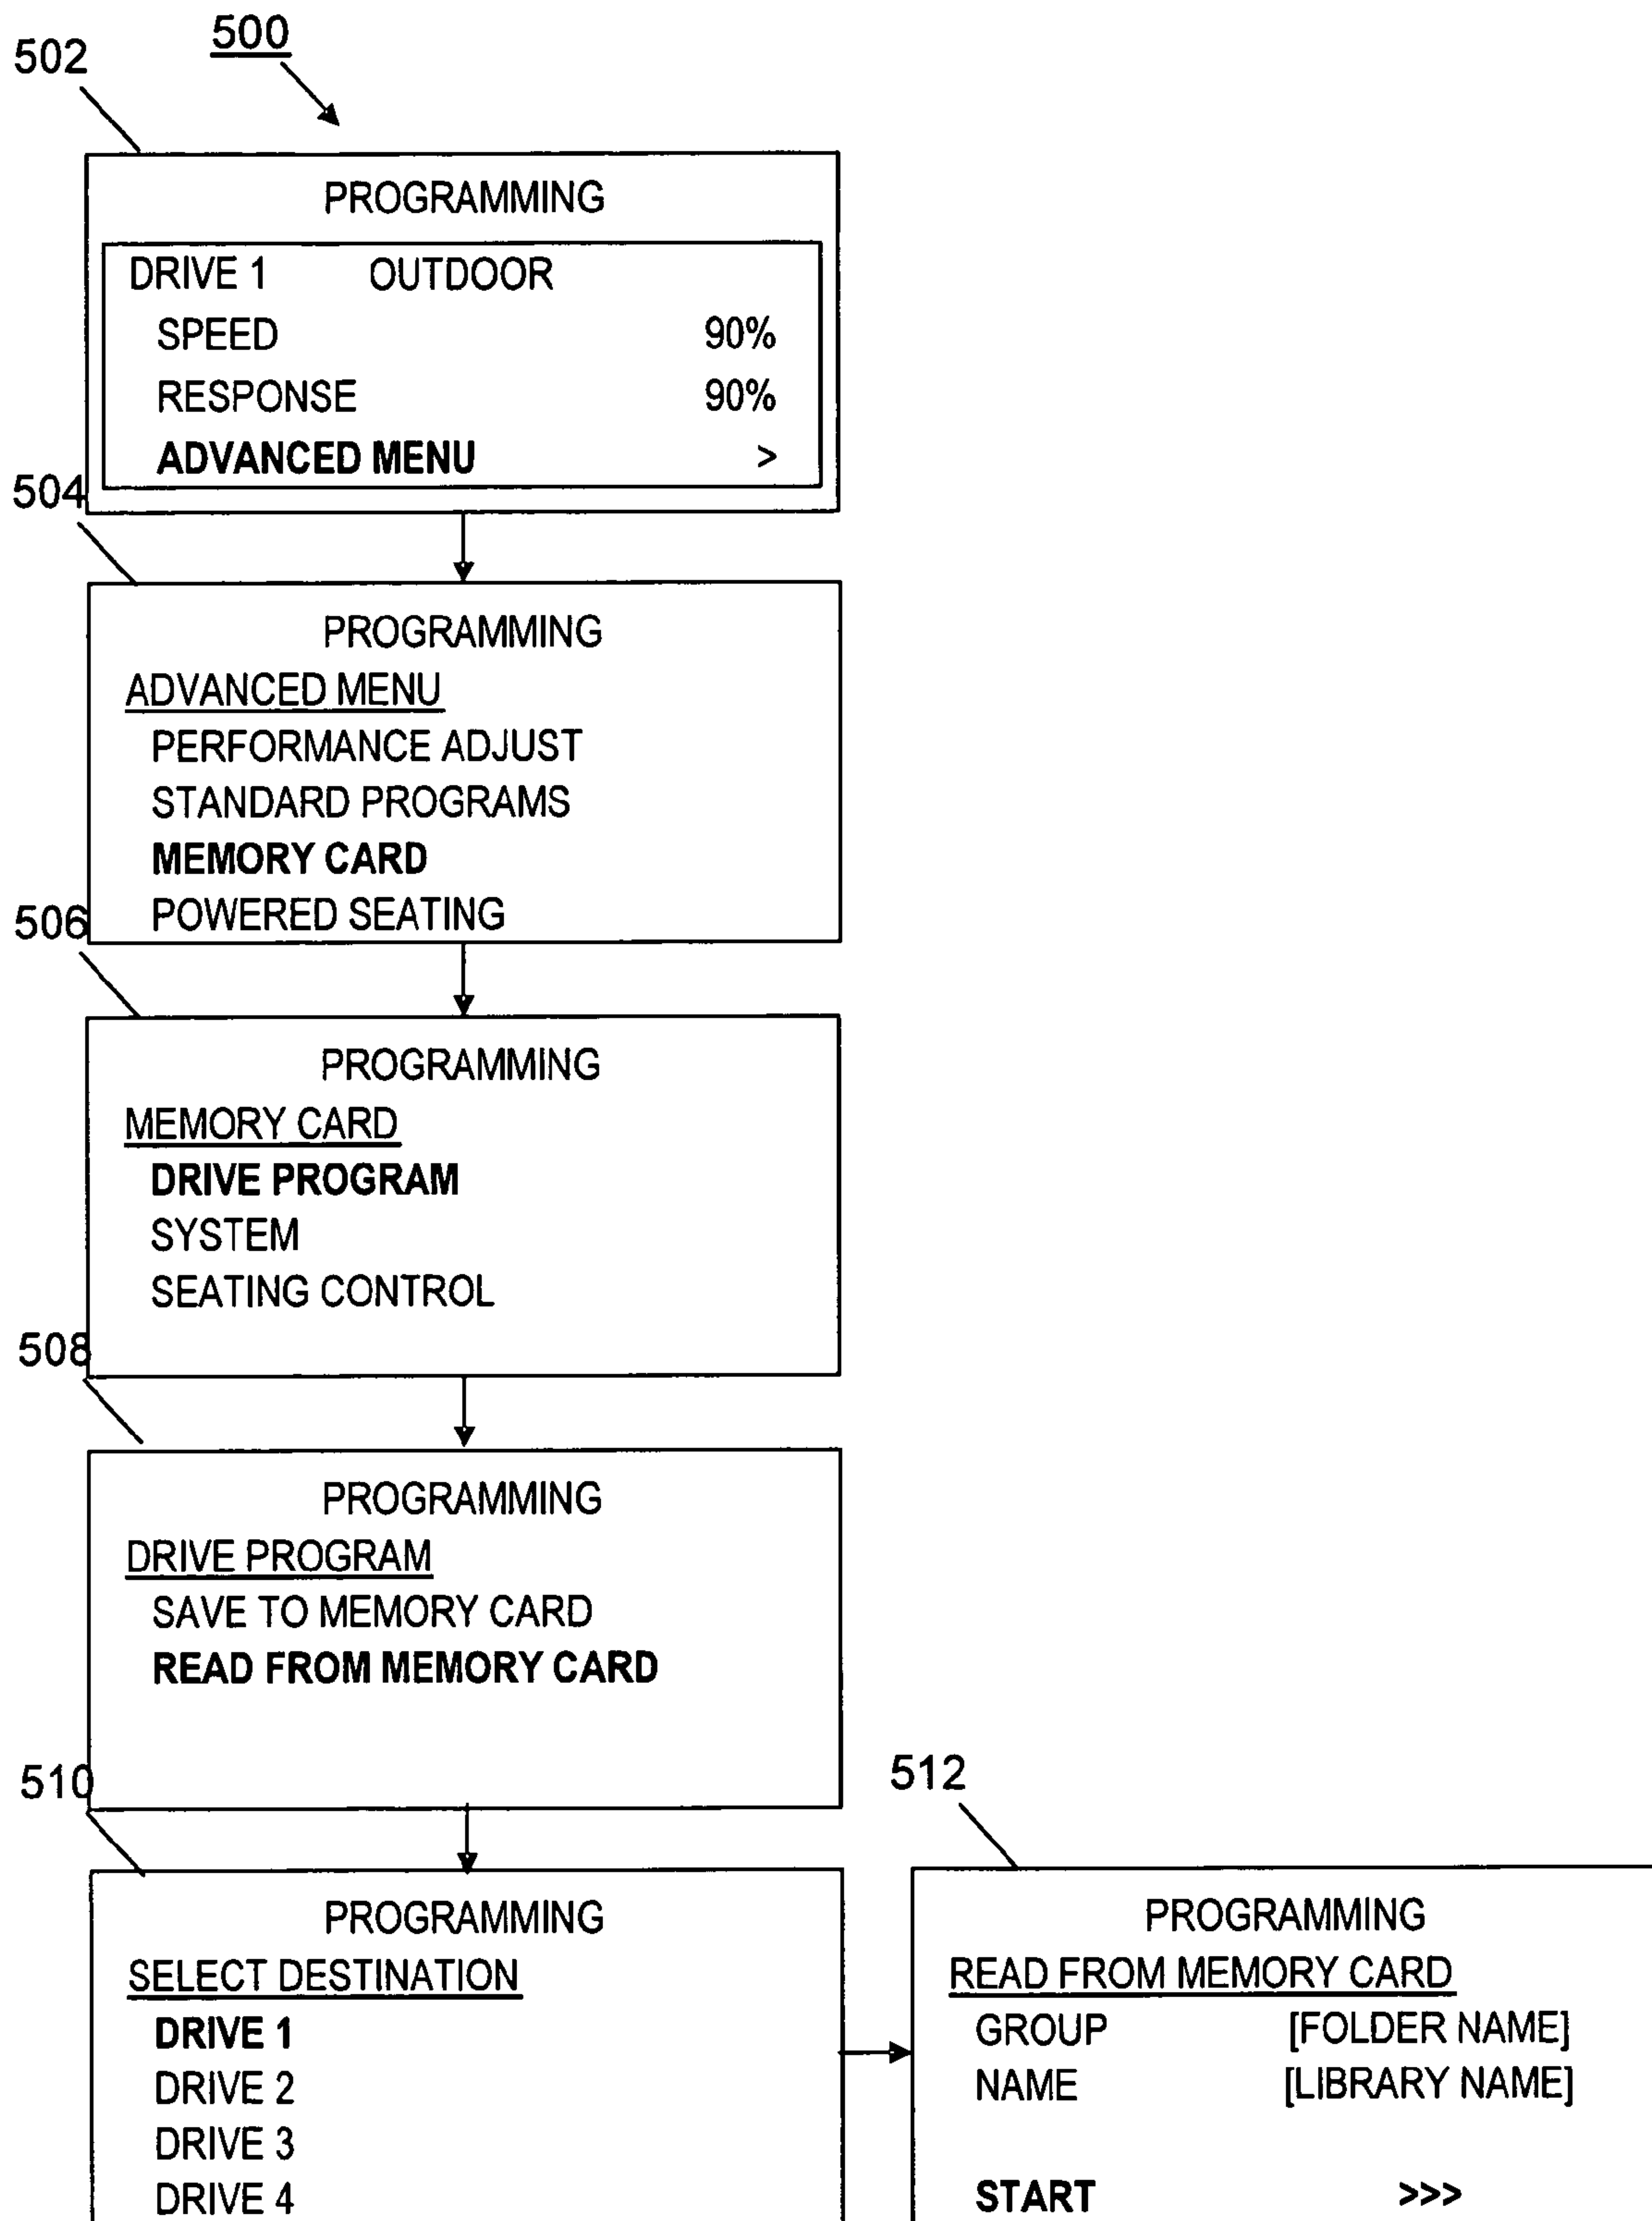 500
502
PROGRAMMING
DRIVE 1 OUTDOOR
SPEED 90%
RESPONSE 90%
ADVANCED MENU >
504
PROGRAMMING
ADVANCED MENU
PERFORMANCE ADJUST
STANDARD PROGRAMS
MEMORY CARD
POWERED SEATING
506
PROGRAMMING
MEMORY CARD
DRIVE PROGRAM
SYSTEM
SEATING CONTROL
508
PROGRAMMING
DRIVE PROGRAM
SAVE TO MEMORY CARD
READ FROM MEMORY CARD
510
PROGRAMMING
SELECT DESTINATION
DRIVE 1
DRIVE 2
DRIVE 3
DRIVE 4
512
PROGRAMMING
READ FROM MEMORY CARD
GROUP [FOLDER NAME]
NAME [LIBRARY NAME]
START >>>